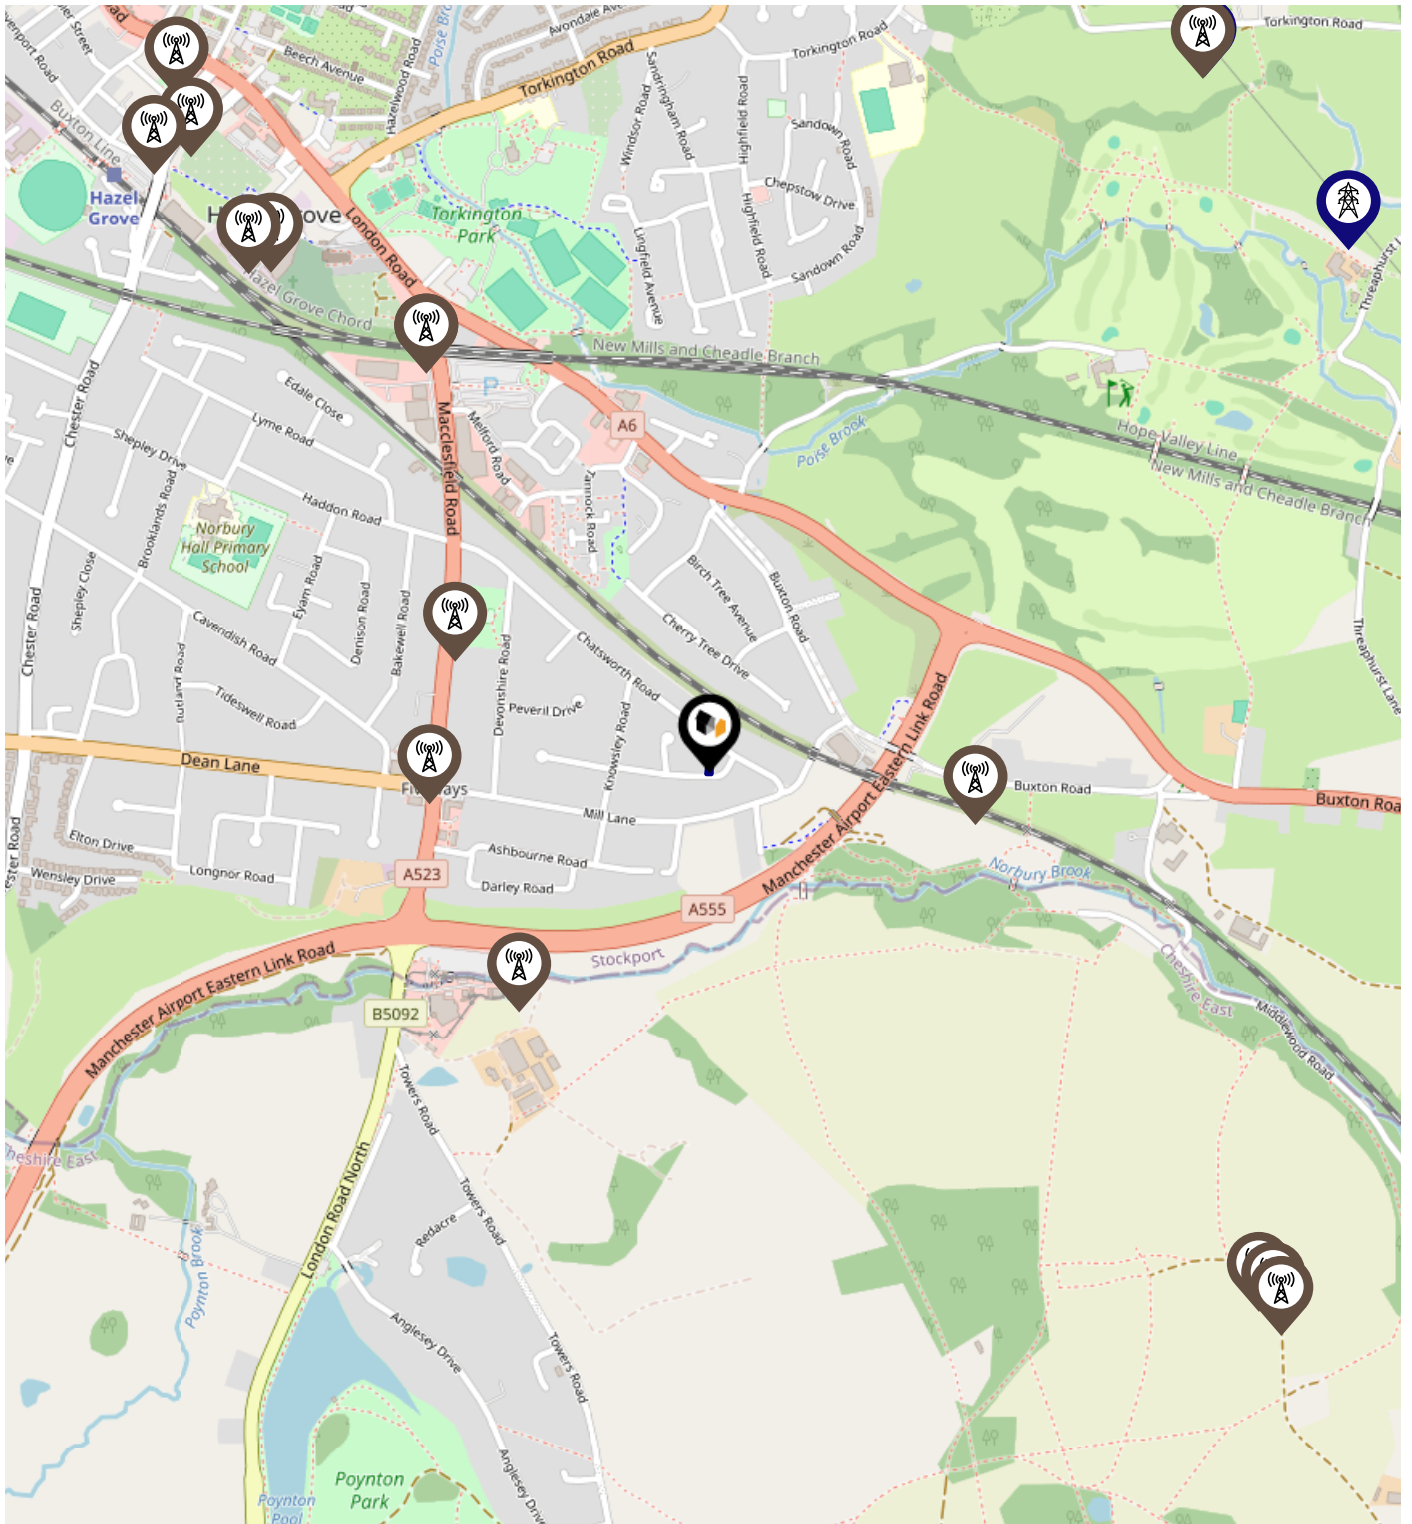 Torkington Road
Avondale
Beech Avenue
Hazelwood Road
Poise Brook
Torkington Road
Torkington Road
Buxton Line
Hazel
Grove
Torkington
Park
London Road
Hazel Grove Chord
Windsor Road
Sandringham Road
Highfield Road
Sandown Road
Chepstow Drive
Highfield Road
Sandown Road
Lingfield Avenue
New Mills and Cheadle Branch
Chester Road
Edale Close
Lyme Road
Shepley Drive
Haddon Road
Macclesfield Road
Melford Road
P
A6
Poise Brook
Hope Valley Line
New Mills and Cheadle Branch
Tannock Road
Brooklands Road
Norbury
Hall Primary
School
Shepley Close
Chester Road
Eyam Road
Denison Road
Bakewell Road
Cavendish Road
Rutland Road
Tideswell Road
Devonshire Road
Peveril Drive
Chatsworth Road
Knowsley Road
Birch Tree Avenue
Cherry Tree Drive
Buxton Road
Threaphurst Lane
Dean Lane
Mill Lane
Manchester Airport Eastern Link Road
Buxton Road
Buxton Roa
Elton Drive
Wensley Drive
Longnor Road
Ashbourne Road
Darley Road
A523
A555
Norbury Brook
Manchester Airport Eastern Link Road
Stockport
Cheshire East
Middlewood Road
B5092
Towers Road
Cheshire East
Poynton Brook
London Road North
Towers Road
Redacre
Anglesey Drive
Towers Road
Anglesey Drive
Poynton
Park
Poynton
Pool